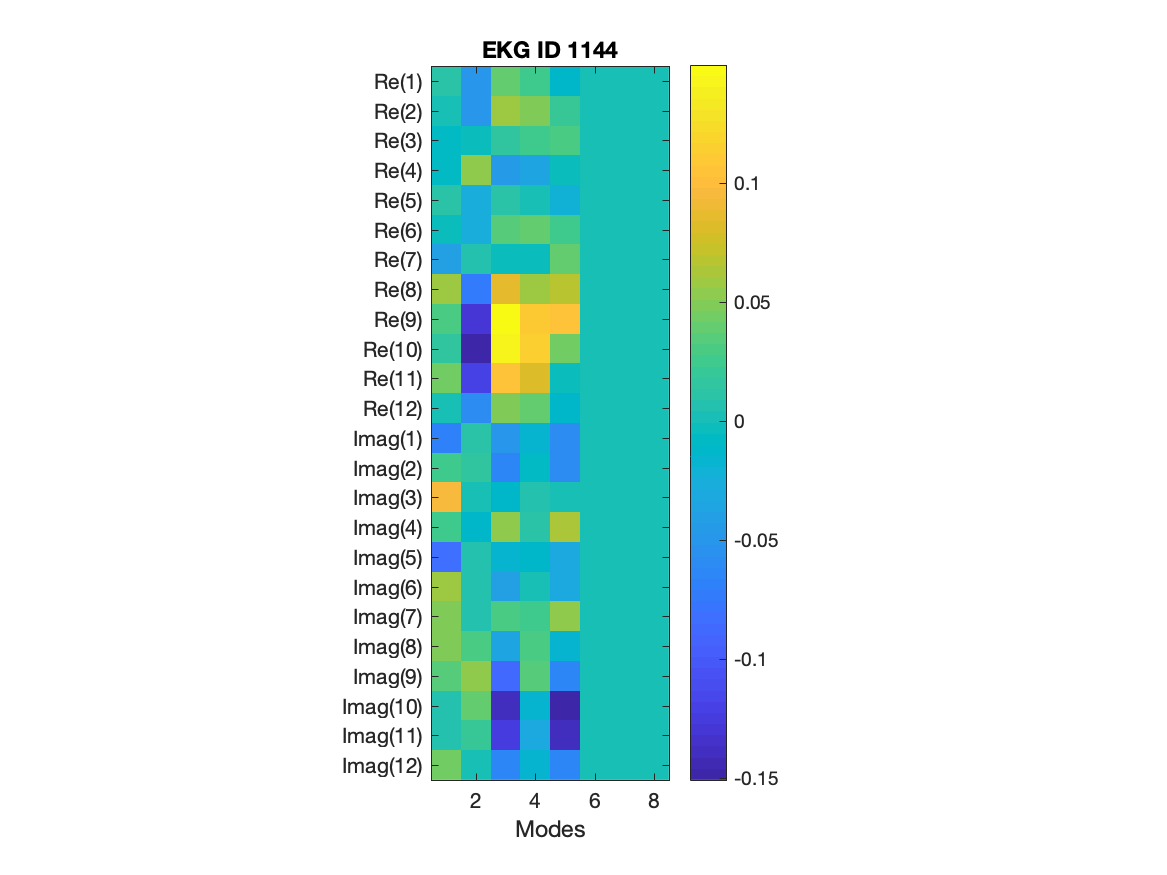 EKG ID 1144
Re(1)
Re(2)
Re(3)
Re(4)
Re(5)
Re(6)
Re(7)
Re(8)
Re(9)
Re(10)
Re(11)
Re(12)
Imag(1)
Imag(2)
Imag(3)
Imag(4)
Imag(5)
Imag(6)
Imag(7)
Imag(8)
Imag(9)
Imag(10)
Imag(11)
Imag(12)
2 4 6 8
Modes
0.1
0.05
0
-0.05
-0.1
-0.15